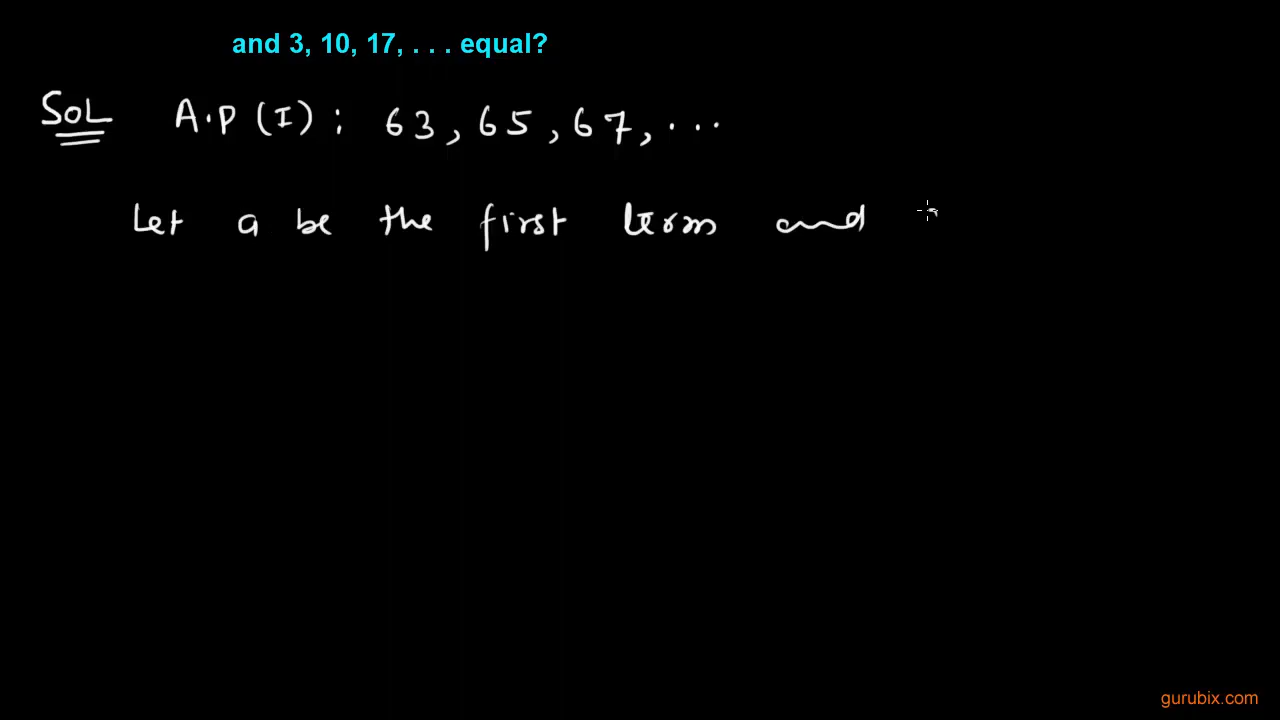 and 3, 10, 17, . . . equal?
SOL A.P (I) : 63, 65, 67, ...
Let a be the first term and
gurubix.com